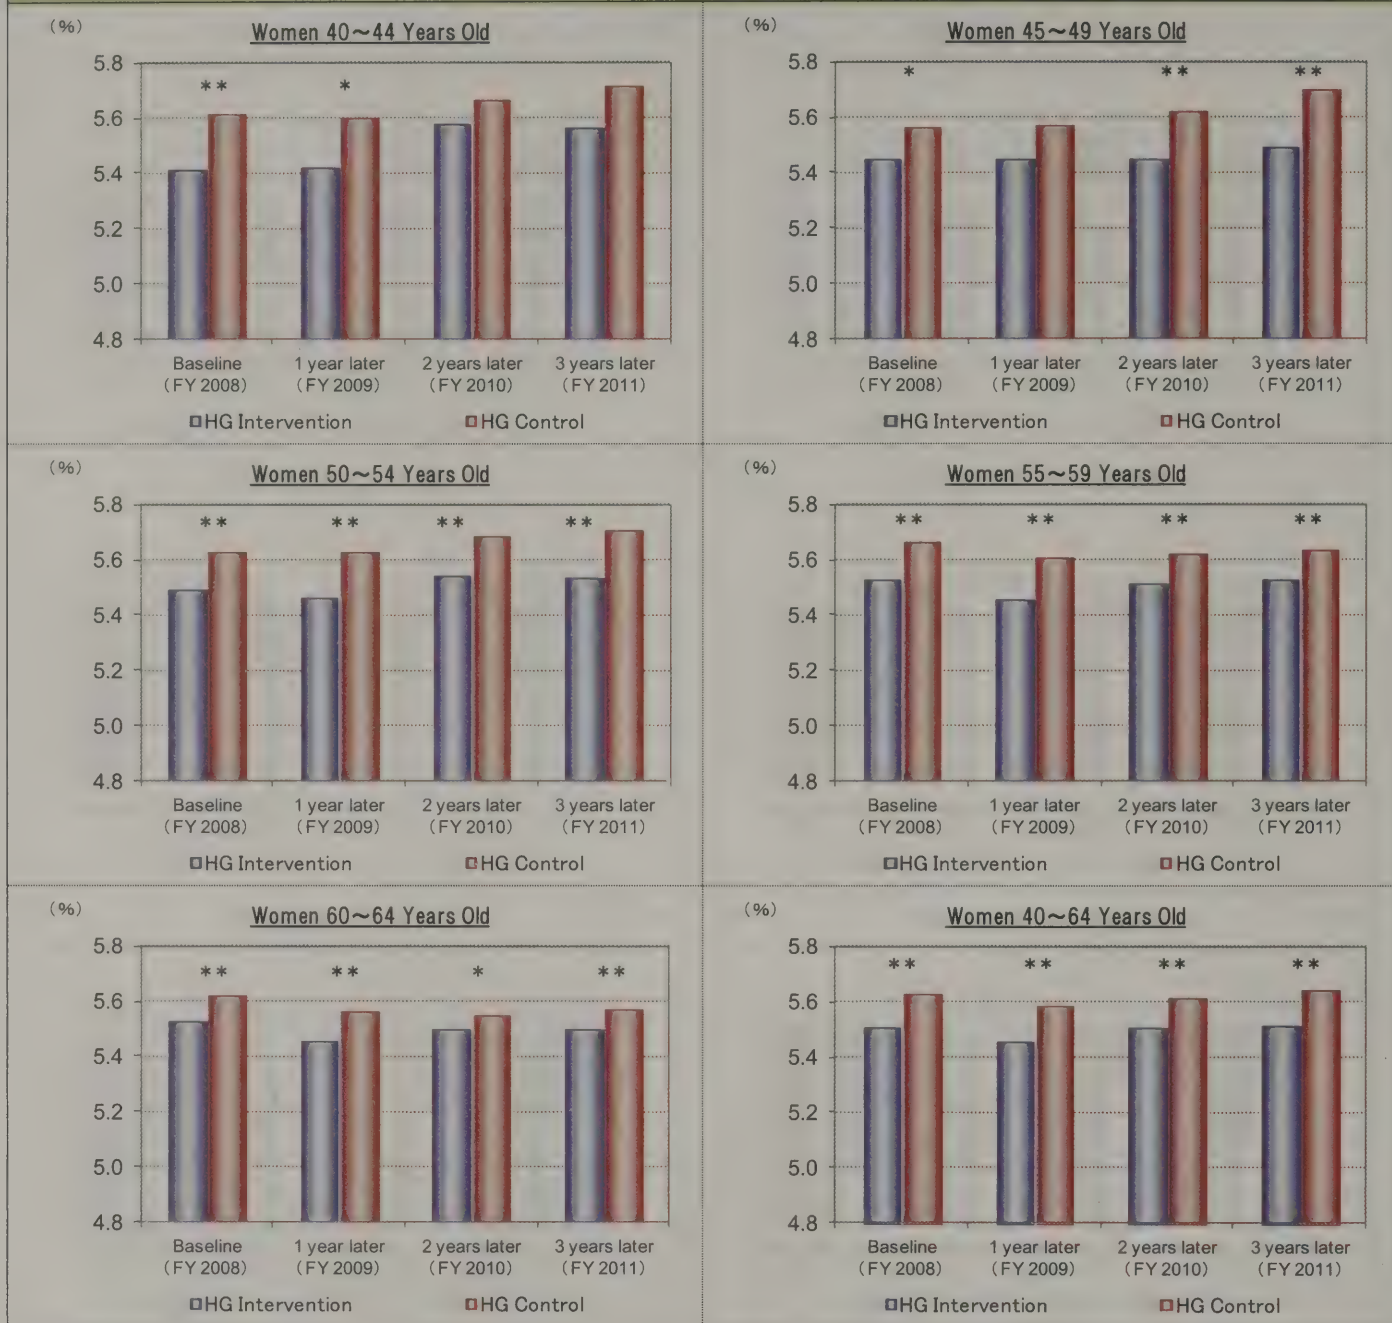 (%)
Women 40～44 Years Old
5.8
5.6
5.4
5.2
5.0
4.8
** *
Baseline 1 year later 2 years later 3 years later
(FY 2008) (FY 2009) (FY 2010) (FY 2011)
HG Intervention HG Control
(%)
Women 45～49 Years Old
5.8
5.6
5.4
5.2
5.0
4.8
* ** **
Baseline 1 year later 2 years later 3 years later
(FY 2008) (FY 2009) (FY 2010) (FY 2011)
HG Intervention HG Control
(%)
Women 50～54 Years Old
5.8
5.6
5.4
5.2
5.0
4.8
** ** ** **
Baseline 1 year later 2 years later 3 years later
(FY 2008) (FY 2009) (FY 2010) (FY 2011)
HG Intervention HG Control
(%)
Women 55～59 Years Old
5.8
5.6
5.4
5.2
5.0
4.8
** ** ** **
Baseline 1 year later 2 years later 3 years later
(FY 2008) (FY 2009) (FY 2010) (FY 2011)
HG Intervention HG Control
(%)
Women 60～64 Years Old
5.8
5.6
5.4
5.2
5.0
4.8
** ** * **
Baseline 1 year later 2 years later 3 years later
(FY 2008) (FY 2009) (FY 2010) (FY 2011)
HG Intervention HG Control
(%)
Women 40～64 Years Old
5.8
5.6
5.4
5.2
5.0
4.8
** ** ** **
Baseline 1 year later 2 years later 3 years later
(FY 2008) (FY 2009) (FY 2010) (FY 2011)
HG Intervention HG Control